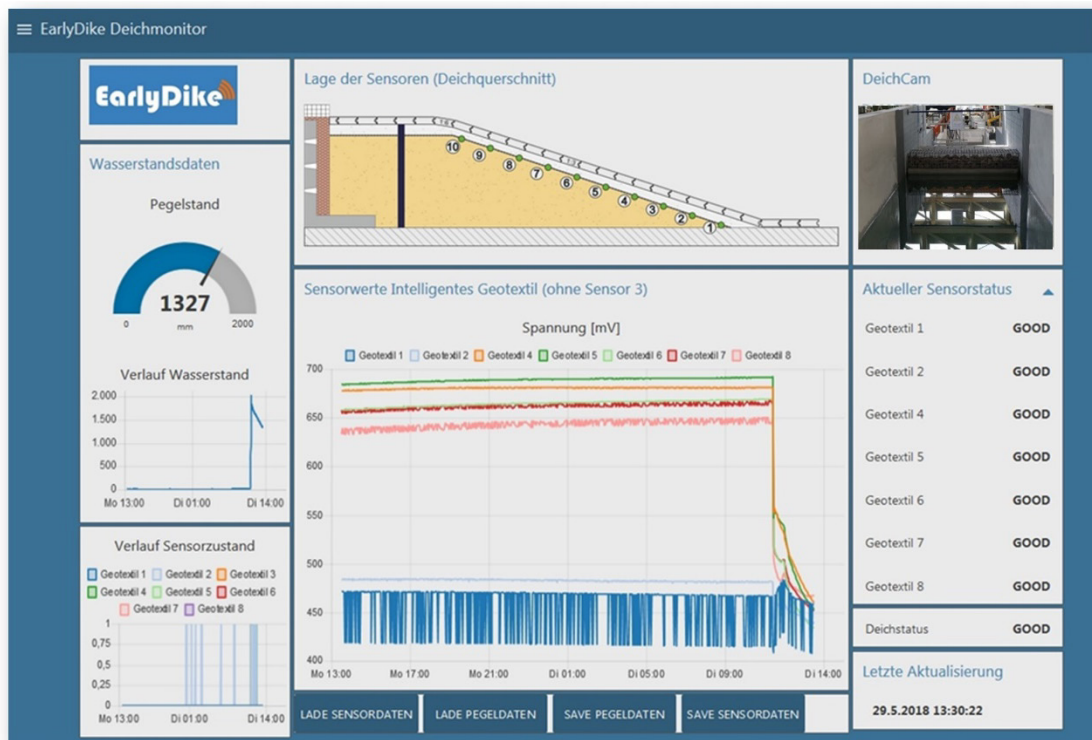 EarlyDike Deichmonitor
EarlyDike
Wasserstandsdaten
Pegelstand
1327
0 mm 2000
Verlauf Wasserstand
2.000
1.500
1.000
500
0
Mo 13:00 Di 01:00 Di 14:00
Verlauf Sensorzustand
Geotextil 1 Geotextil 2 Geotextil 3
Geotextil 4 Geotextil 5 Geotextil 6
Geotextil 7 Geotextil 8
1
0,75
0,5
0,25
0
Mo 13:00 Di 01:00 Di 14:00
Lage der Sensoren (Deichquerschnitt)
10 9 8 7 6 5 4 3 2 1
Sensorwerte Intelligentes Geotextil (ohne Sensor 3)
Spannung [mV]
Geotextil 1 Geotextil 2 Geotextil 4 Geotextil 5 Geotextil 6 Geotextil 7 Geotextil 8
700
650
600
550
500
450
400
Mo 13:00 Mo 17:00 Mo 21:00 Di 01:00 Di 05:00 Di 09:00 Di 14:00
LADE SENSORDATEN LADE PEGELDATEN SAVE PEGELDATEN SAVE SENSORDATEN
DeichCam
Aktueller Sensorstatus
Geotextil 1 GOOD
Geotextil 2 GOOD
Geotextil 4 GOOD
Geotextil 5 GOOD
Geotextil 6 GOOD
Geotextil 7 GOOD
Geotextil 8 GOOD
Deichstatus GOOD
Letzte Aktualisierung
29.5.2018 13:30:22